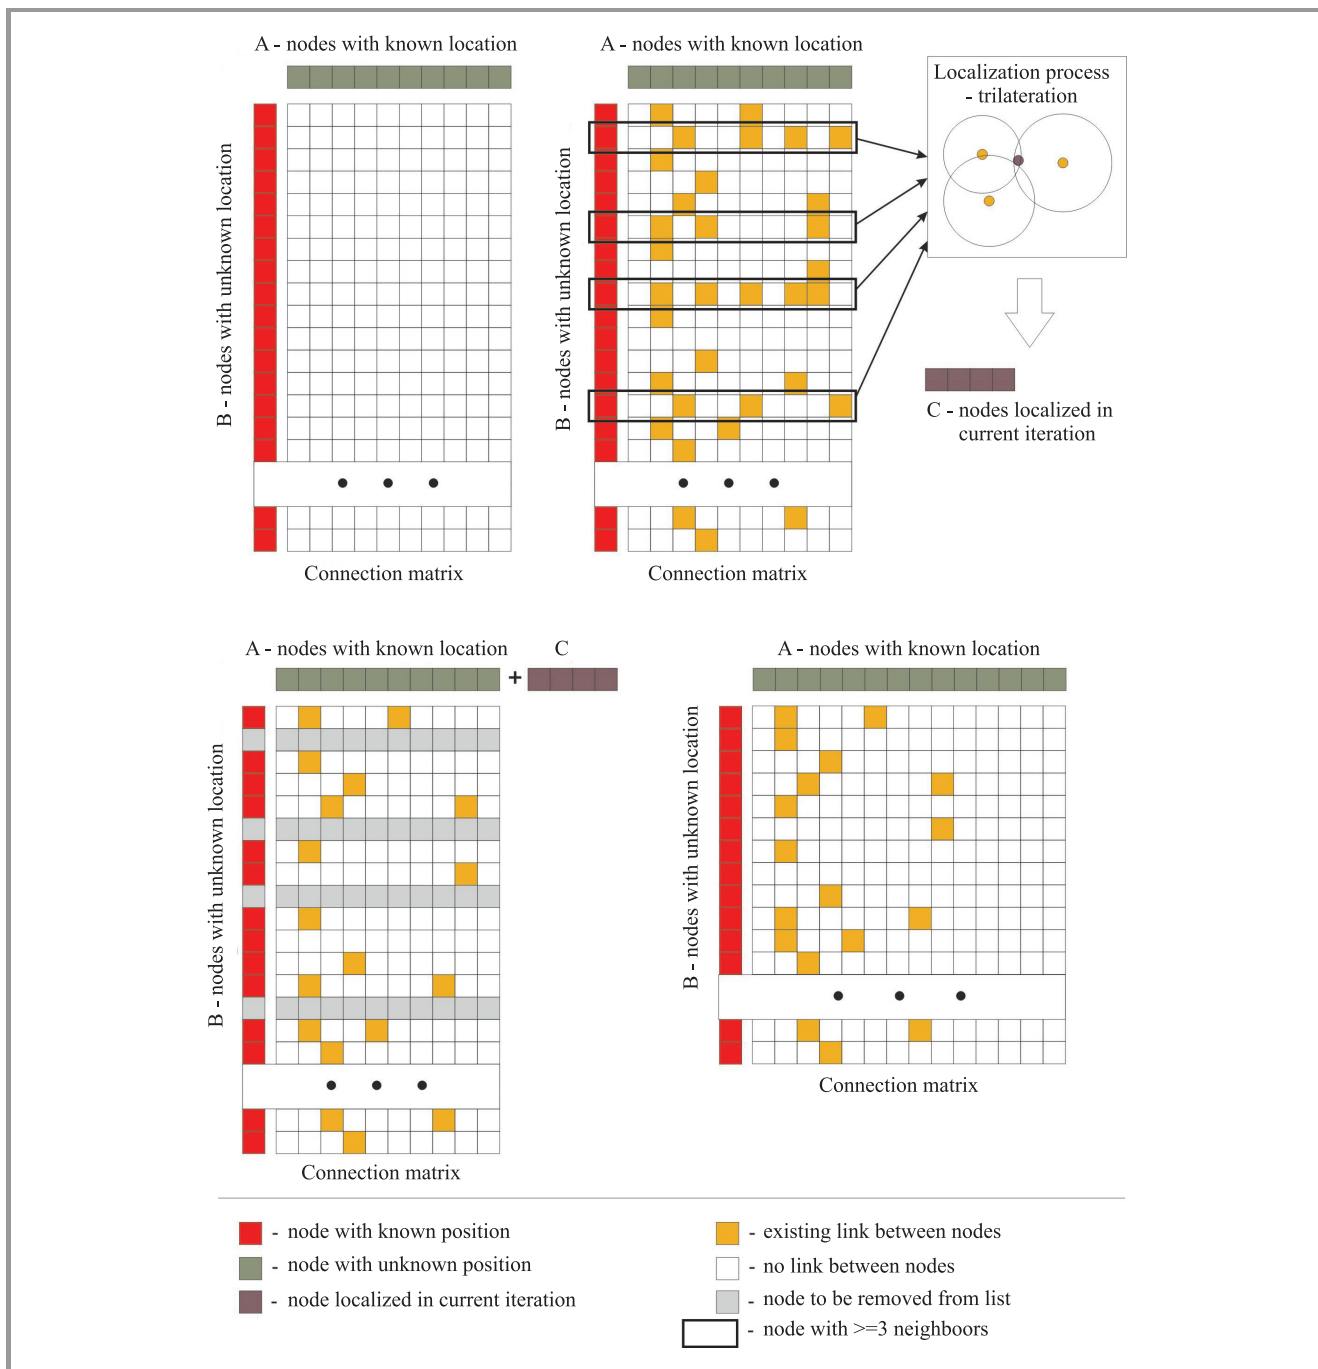 A - nodes with known location
B - nodes with unknown location
Connection matrix
A - nodes with known location
B - nodes with unknown location
Connection matrix
Localization process
- trilateration
C - nodes localized in
current iteration
A - nodes with known location
+
C
B - nodes with unknown location
Connection matrix
A - nodes with known location
B - nodes with unknown location
Connection matrix
- node with known position
- node with unknown position
- node localized in current iteration
- existing link between nodes
- no link between nodes
- node to be removed from list
- node with >=3 neighboors